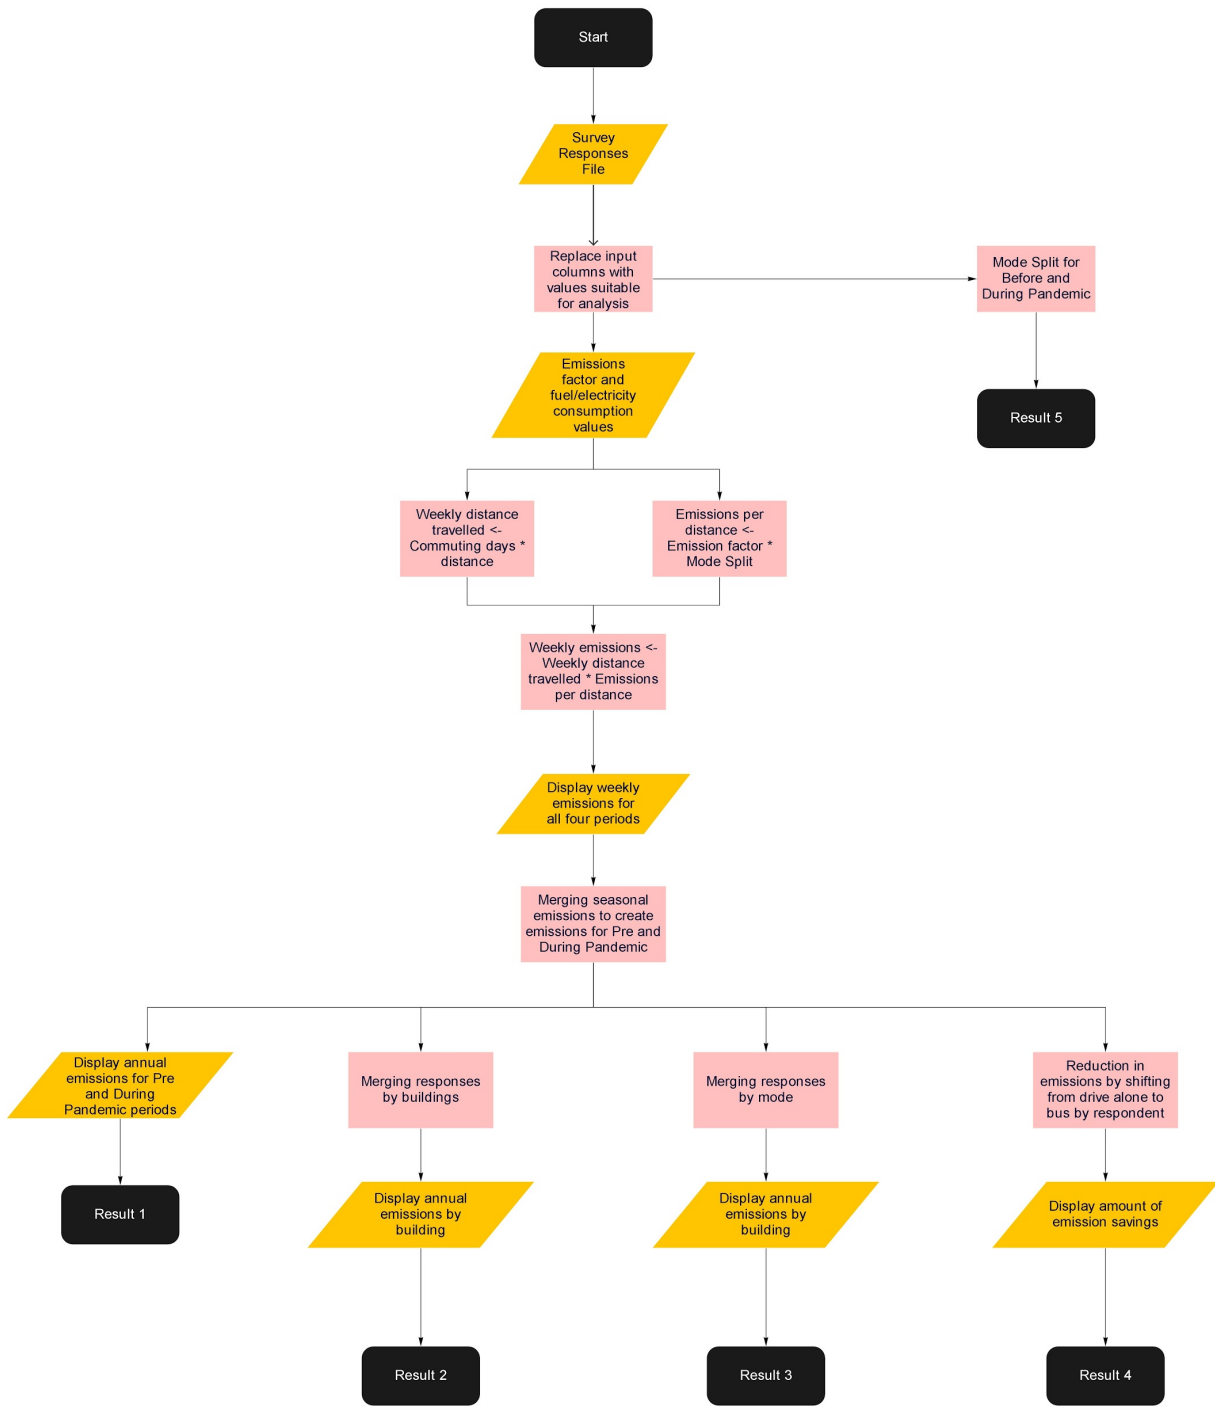 Start
Survey
Responses
File
Replace input
columns with
values suitable
for analysis
Mode Split for
Before and
During Pandemic
Emissions
factor and
fuel/electricity
consumption
values
Result 5
Weekly distance
travelled <-
Commuting days *
distance
Emissions per
distance <-
Emission factor *
Mode Split
Weekly emissions <-
Weekly distance
travelled * Emissions
per distance
Display weekly
emissions for
all four periods
Merging seasonal
emissions to create
emissions for Pre and
During Pandemic
Display annual
emissions for Pre
and During
Pandemic periods
Merging responses
by buildings
Merging responses
by mode
Reduction in
emissions by shifting
from drive alone to
bus by respondent
Result 1
Display annual
emissions by
building
Display annual
emissions by
building
Display amount of
emission savings
Result 2
Result 3
Result 4